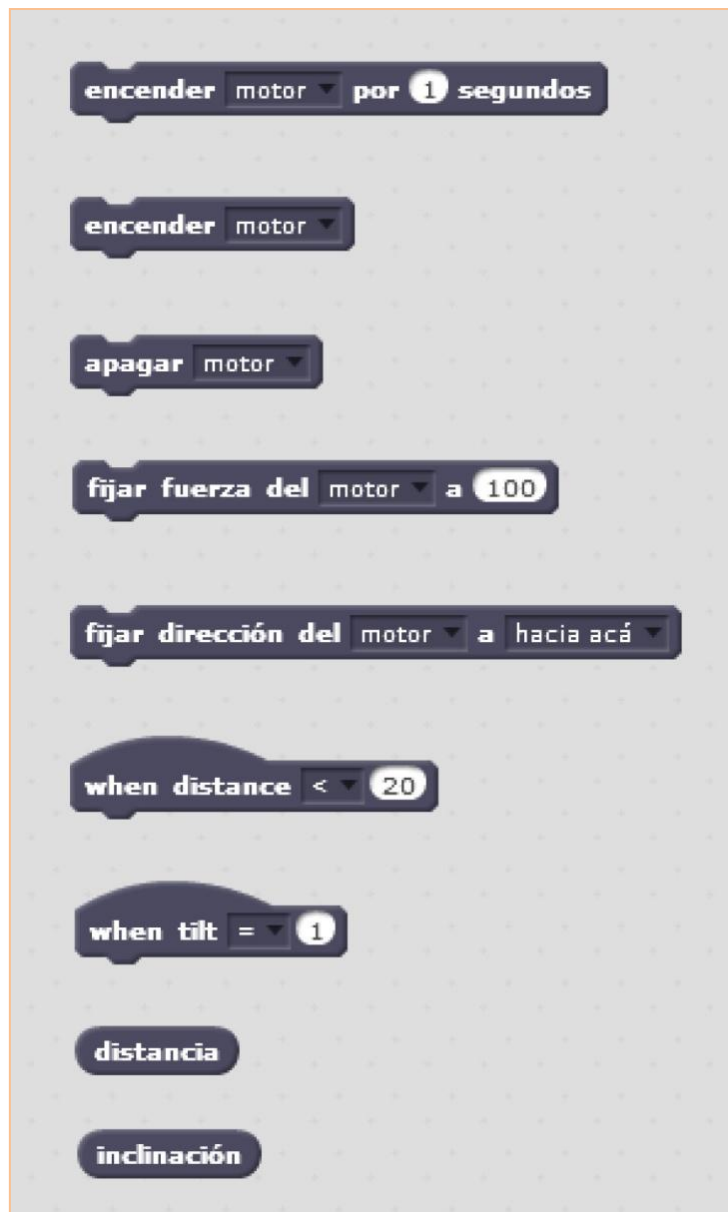 encender motor por 1 segundos
encender motor
apagar motor
fijar fuerza del motor a 100
fijar dirección del motor a hacia acá
when distance < 20
when tilt = 1
distancia
inclinación